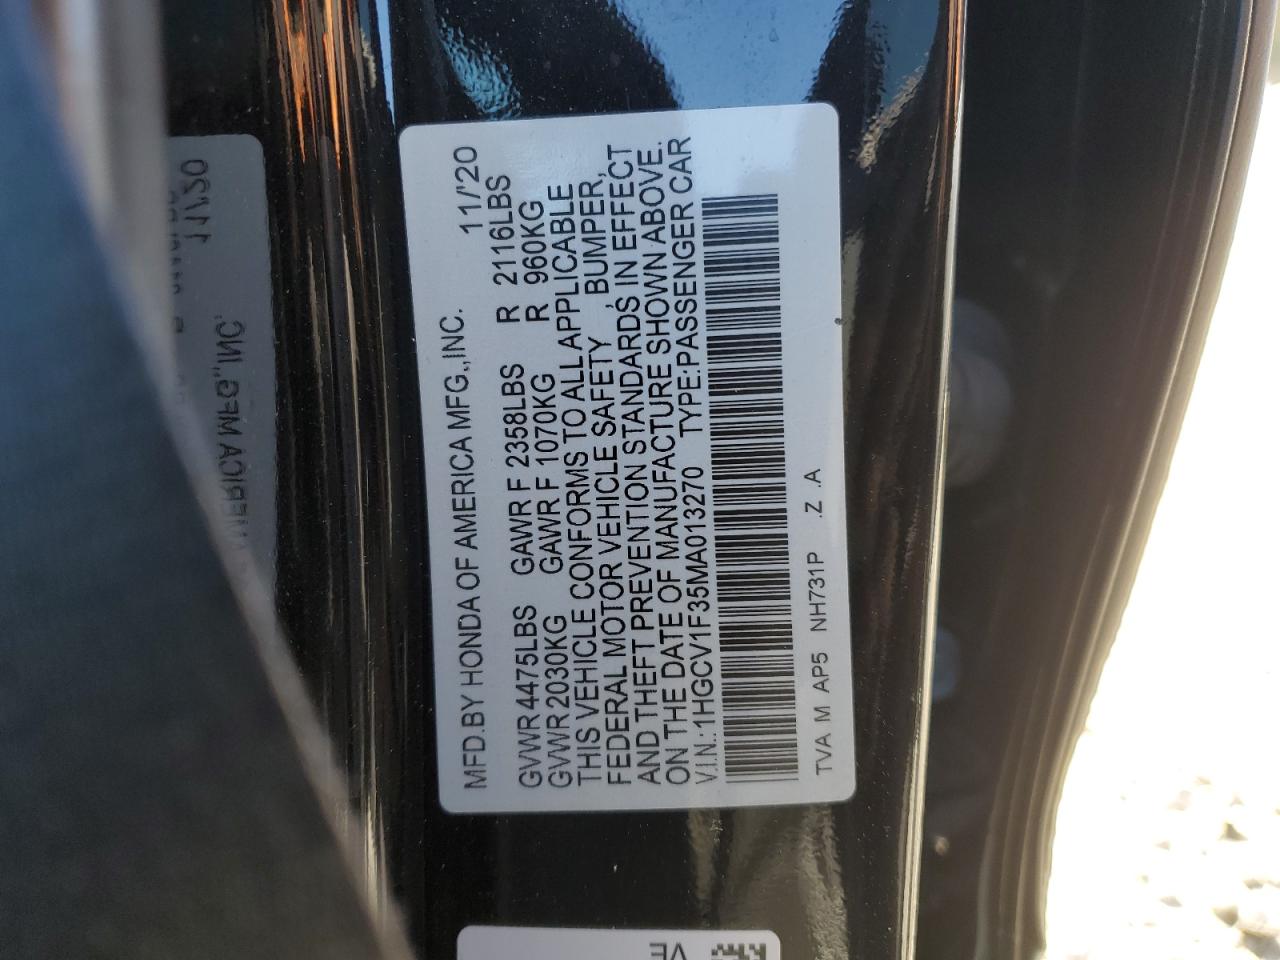 MFD.BY HONDA OF AMERICA MFG.,INC. 11/'20
GVWR 4475LBS GAWR F 2358LBS R 2116LBS
GVWR 2030KG GAWR F 1070KG R 960KG
THIS VEHICLE CONFORMS TO ALL APPLICABLE
FEDERAL MOTOR VEHICLE SAFETY , BUMPER,
AND THEFT PREVENTION STANDARDS IN EFFECT
ON THE DATE OF MANUFACTURE SHOWN ABOVE.
V.I.N.:1HGCV1F35MA013270 TYPE:PASSENGER CAR
TVA M AP5 NH731P .Z .A